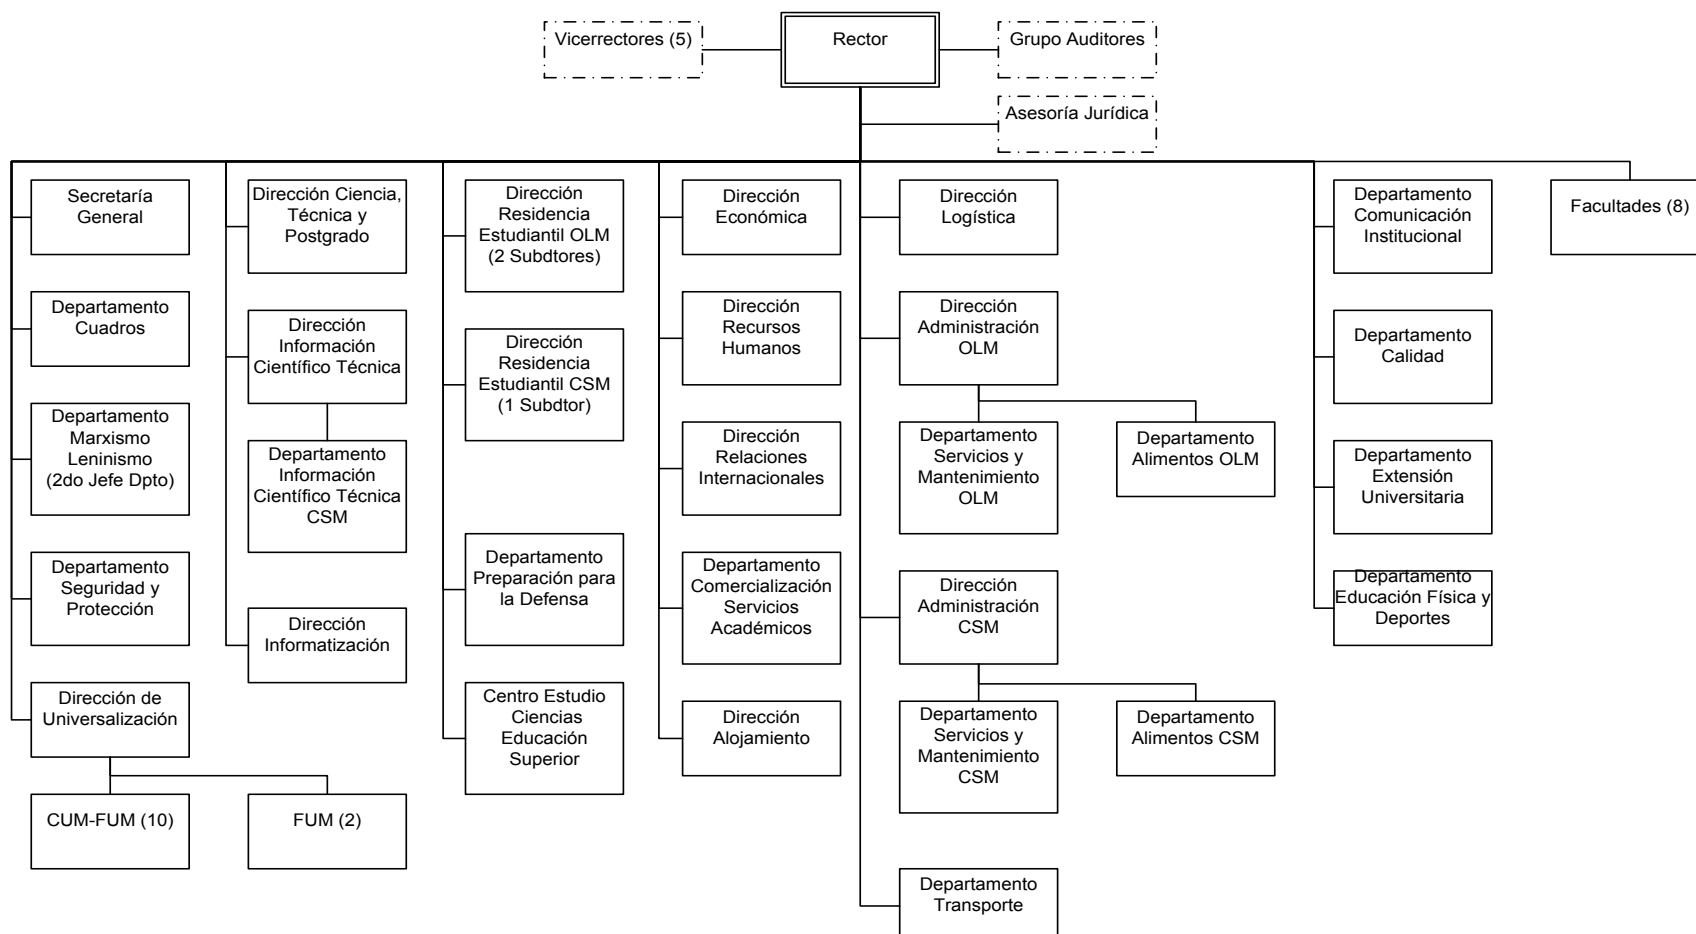 Vicerrectores (5)
Rector
Grupo Auditores
Asesoría Jurídica
Secretaría
General
Departamento
Cuadros
Departamento
Marxismo
Leninismo
(2do Jefe Dpto)
Departamento
Seguridad y
Protección
Dirección de
Universalización
CUM-FUM (10)
FUM (2)
Dirección Ciencia,
Técnica y
Postgrado
Dirección
Información
Científico Técnica
Departamento
Información
Científico Técnica
CSM
Dirección
Informatización
Dirección
Residencia
Estudiantil OLM
(2 Subdtores)
Dirección
Residencia
Estudiantil CSM
(1 Subdtor)
Departamento
Preparación para
la Defensa
Centro Estudio
Ciencias
Educación
Superior
Dirección
Económica
Dirección
Recursos
Humanos
Dirección
Relaciones
Internacionales
Departamento
Comercialización
Servicios
Académicos
Dirección
Alojamiento
Dirección
Logística
Dirección
Administración
OLM
Departamento
Servicios y
Mantenimiento
OLM
Departamento
Alimentos OLM
Dirección
Administración
CSM
Departamento
Servicios y
Mantenimiento
CSM
Departamento
Alimentos CSM
Departamento
Transporte
Departamento
Comunicación
Institucional
Departamento
Calidad
Departamento
Extensión
Universitaria
Departamento
Educación Física y
Deportes
Facultades (8)